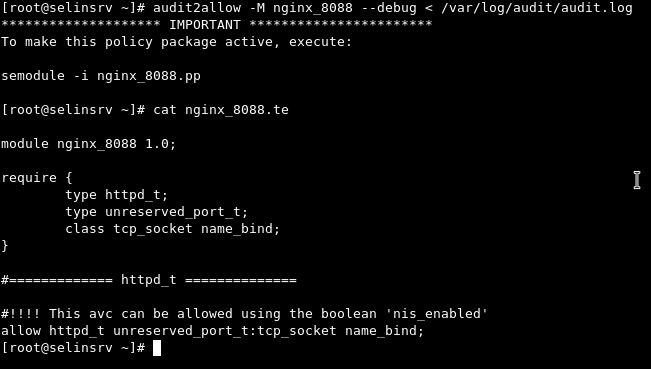 [root@selinsrv ~]# audit2allow -M nginx_8088 --debug < /var/log/audit/audit.log
******************** IMPORTANT ***********************
To make this policy package active, execute:

semodule -i nginx_8088.pp

[root@selinsrv ~]# cat nginx_8088.te

module nginx_8088 1.0;

require {
        type httpd_t;
        type unreserved_port_t;
        class tcp_socket name_bind;
}

#============= httpd_t ==============

#!!!! This avc can be allowed using the boolean 'nis_enabled'
allow httpd_t unreserved_port_t:tcp_socket name_bind;
[root@selinsrv ~]#